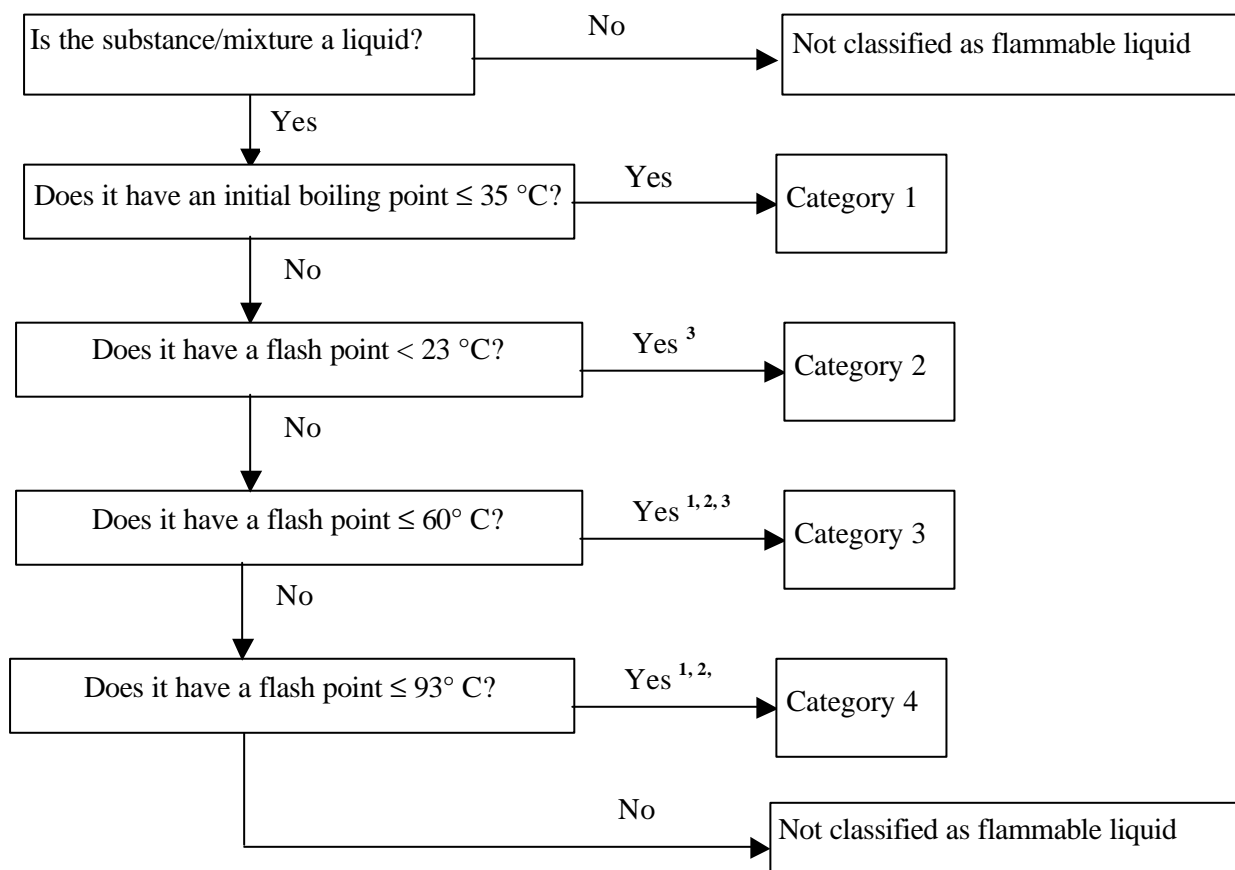 Is the substance/mixture a liquid?
No
Not classified as flammable liquid
Yes
Does it have an initial boiling point ≤ 35 °C?
Yes
Category 1
No
Does it have a flash point < 23 °C?
Yes 3
Category 2
No
Does it have a flash point ≤ 60° C?
Yes 1, 2, 3
Category 3
No
Does it have a flash point ≤ 93° C?
Yes 1, 2,
Category 4
No
Not classified as flammable liquid